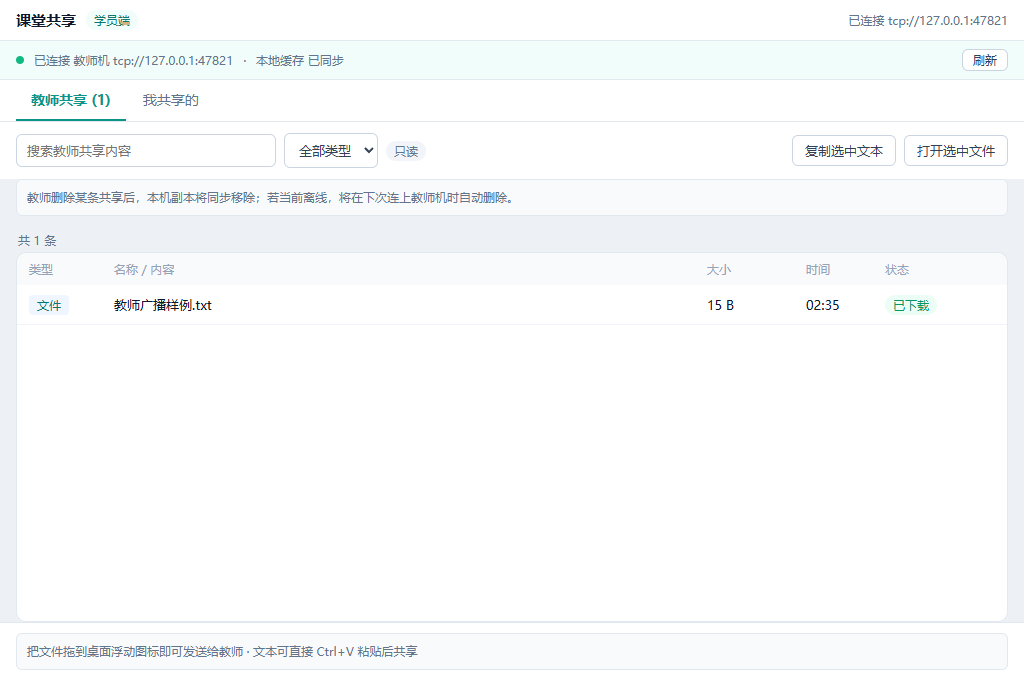 课堂共享 学员端 已连接 tcp://127.0.0.1:47821
已连接 教师机 tcp://127.0.0.1:47821 · 本地缓存 已同步 刷新
教师共享 (1) 我共享的
搜索教师共享内容 全部类型 只读 复制选中文本 打开选中文件
教师删除某条共享后，本机副本将同步移除；若当前离线，将在下次连上教师机时自动删除。
共 1 条
类型 名称 / 内容 大小 时间 状态
文件 教师广播样例.txt 15 B 02:35 已下载
把文件拖到桌面浮动图标即可发送给教师 · 文本可直接 Ctrl+V 粘贴后共享